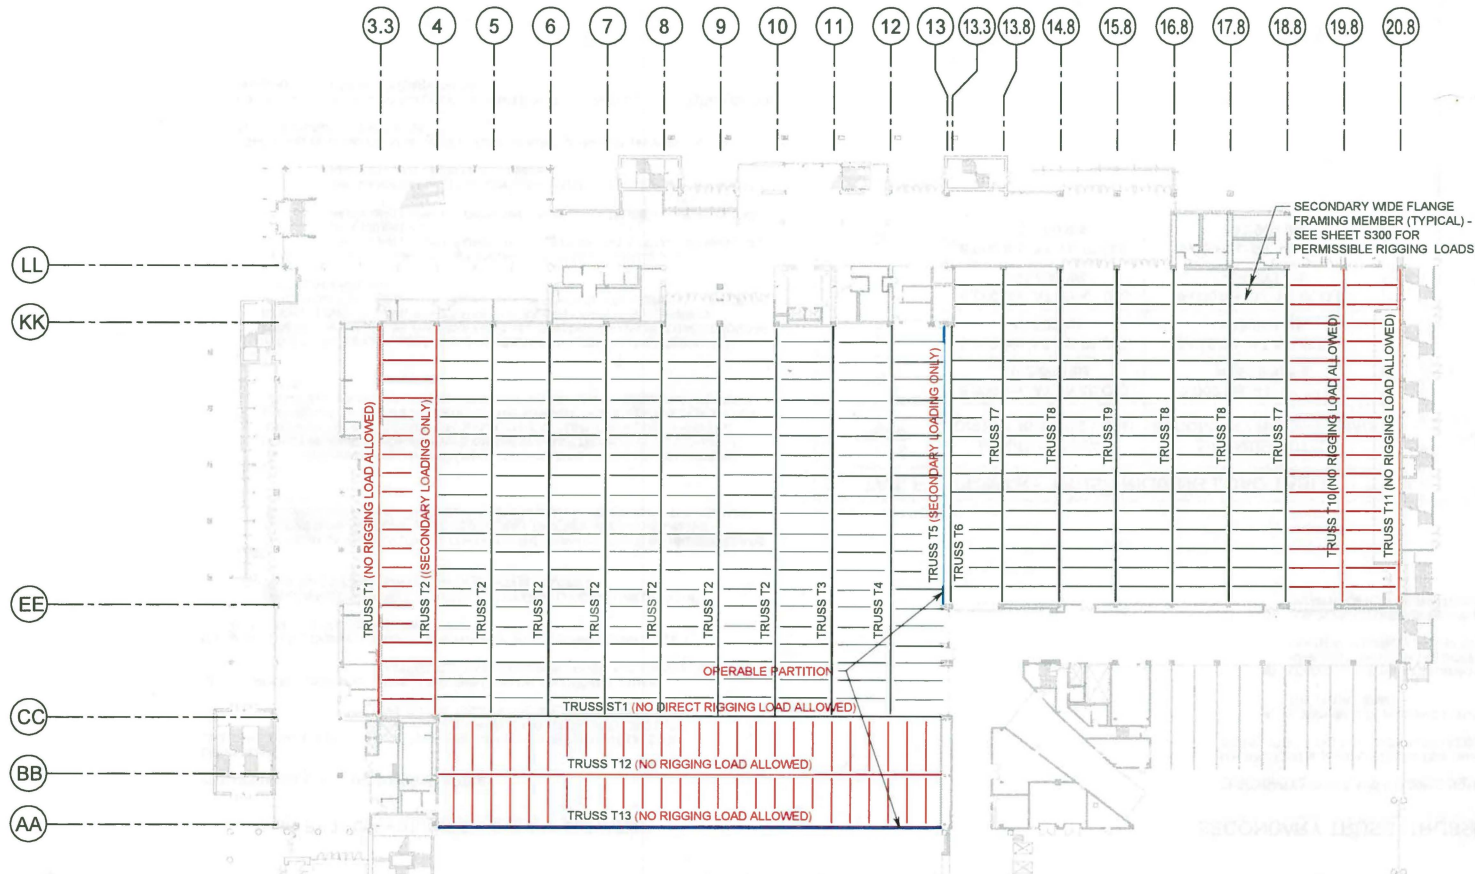 3.3 4 5 6 7 8 9 10 11 12 13 13.3 13.8 14.8 15.8 16.8 17.8 18.8 19.8 20.8
SECONDARY WIDE FLANGE
FRAMING MEMBER (TYPICAL) -
SEE SHEET S300 FOR
PERMISSIBLE RIGGING LOADS
LL
KK
EE
CC
BB
AA
TRUSS T1 (NO RIGGING LOAD ALLOWED)
TRUSS T2 ((SECONDARY LOADING ONLY)
TRUSS T2
TRUSS T2
TRUSS T2
TRUSS T2
TRUSS T2
TRUSS T2
TRUSS T3
TRUSS T4
TRUSS T5 (SECONDARY LOADING ONLY)
TRUSS T6
TRUSS T7
TRUSS T8
TRUSS T9
TRUSS T8
TRUSS T8
TRUSS T7
TRUSS T10 (NO RIGGING LOAD ALLOWED)
TRUSS T11 (NO RIGGING LOAD ALLOWED)
OPERABLE PARTITION
TRUSS ST1 (NO DIRECT RIGGING LOAD ALLOWED)
TRUSS T12 (NO RIGGING LOAD ALLOWED)
TRUSS T13 (NO RIGGING LOAD ALLOWED)